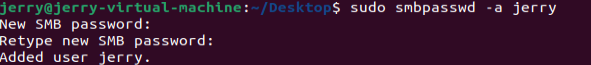 jerry@jerry-virtual-machine:~/Desktop$ sudo smbpasswd -a jerry
New SMB password:
Retype new SMB password:
Added user jerry.